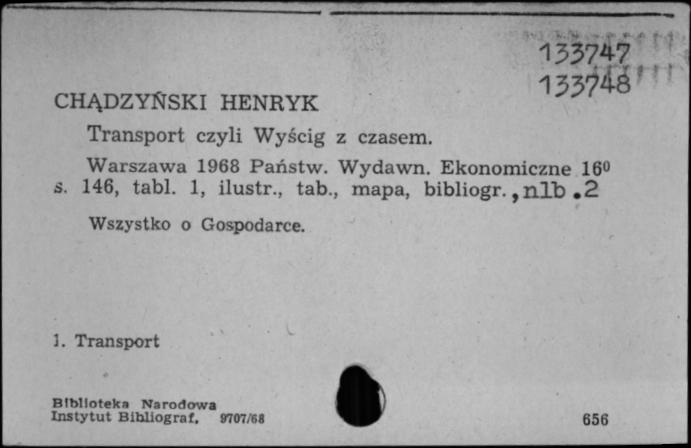 133747
133748
CHĄDZYŃSKI HENRYK
Transport czyli Wyścig z czasem.
Warszawa 1968 Państw. Wydawn. Ekonomiczne 16⁰
s. 146, tabl. 1, ilustr., tab., mapa, bibliogr., nlb .2
Wszystko o Gospodarce.
1. Transport
Biblioteka Narodowa
Instytut Bibliograf. 9707/68
656